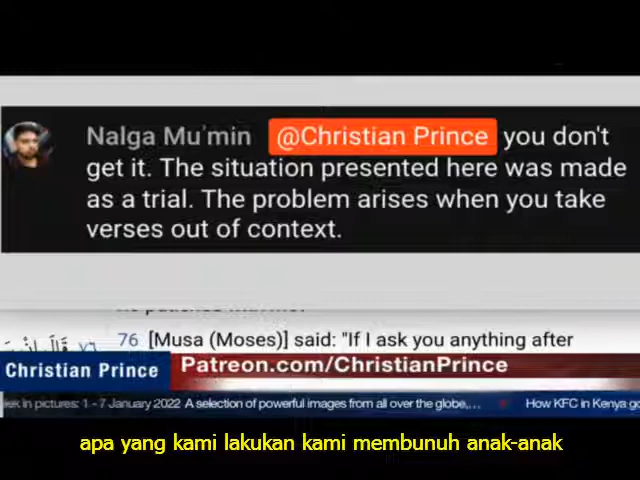 Nalga Mu'min @Christian Prince you don't
get it. The situation presented here was made
as a trial. The problem arises when you take
verses out of context.
76 [Musa (Moses)] said: "If I ask you anything after
Christian Prince
Patreon.com/ChristianPrince
in pictures: 1 - 7 January 2022 A selection of powerful images from all over the globe,... How KFC in Kenya
apa yang kami lakukan kami membunuh anak-anak